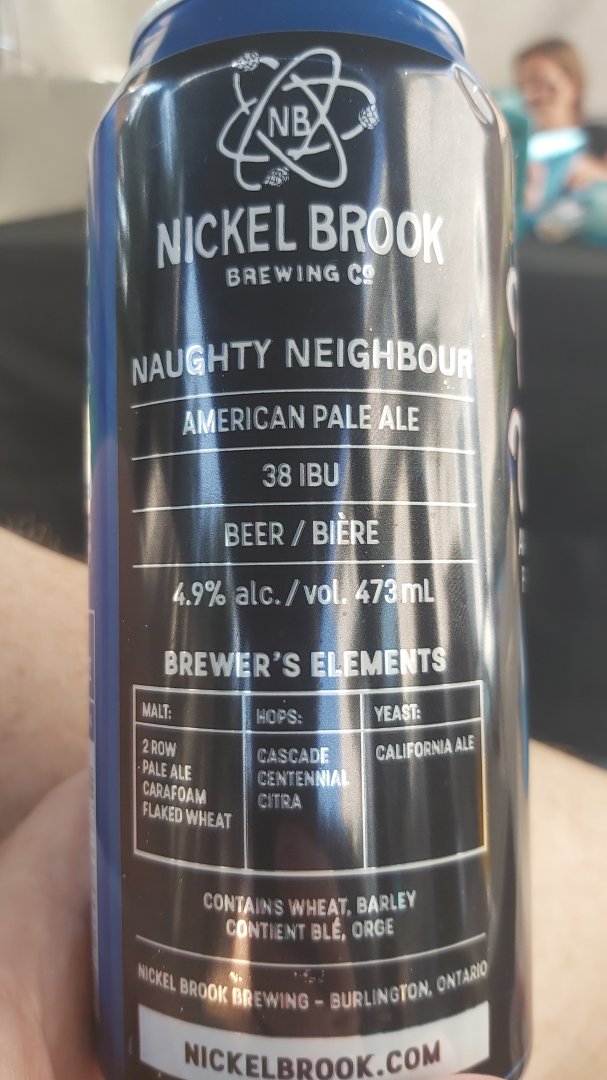 NB
NICKEL BROOK
BREWING Cº
NAUGHTY NEIGHBOUR
AMERICAN PALE ALE
38 IBU
BEER / BIÈRE
4.9% alc./vol. 473mL
BREWER'S ELEMENTS
MALT:
2 ROW
PALE ALE
CARAFOAM
FLAKED WHEAT
HOPS:
CASCADE
CENTENNIAL
CITRA
YEAST:
CALIFORNIA ALE
CONTAINS WHEAT, BARLEY
CONTIENT BLÉ, ORGE
NICKEL BROOK BREWING – BURLINGTON, ONTARIO
NICKELBROOK.COM